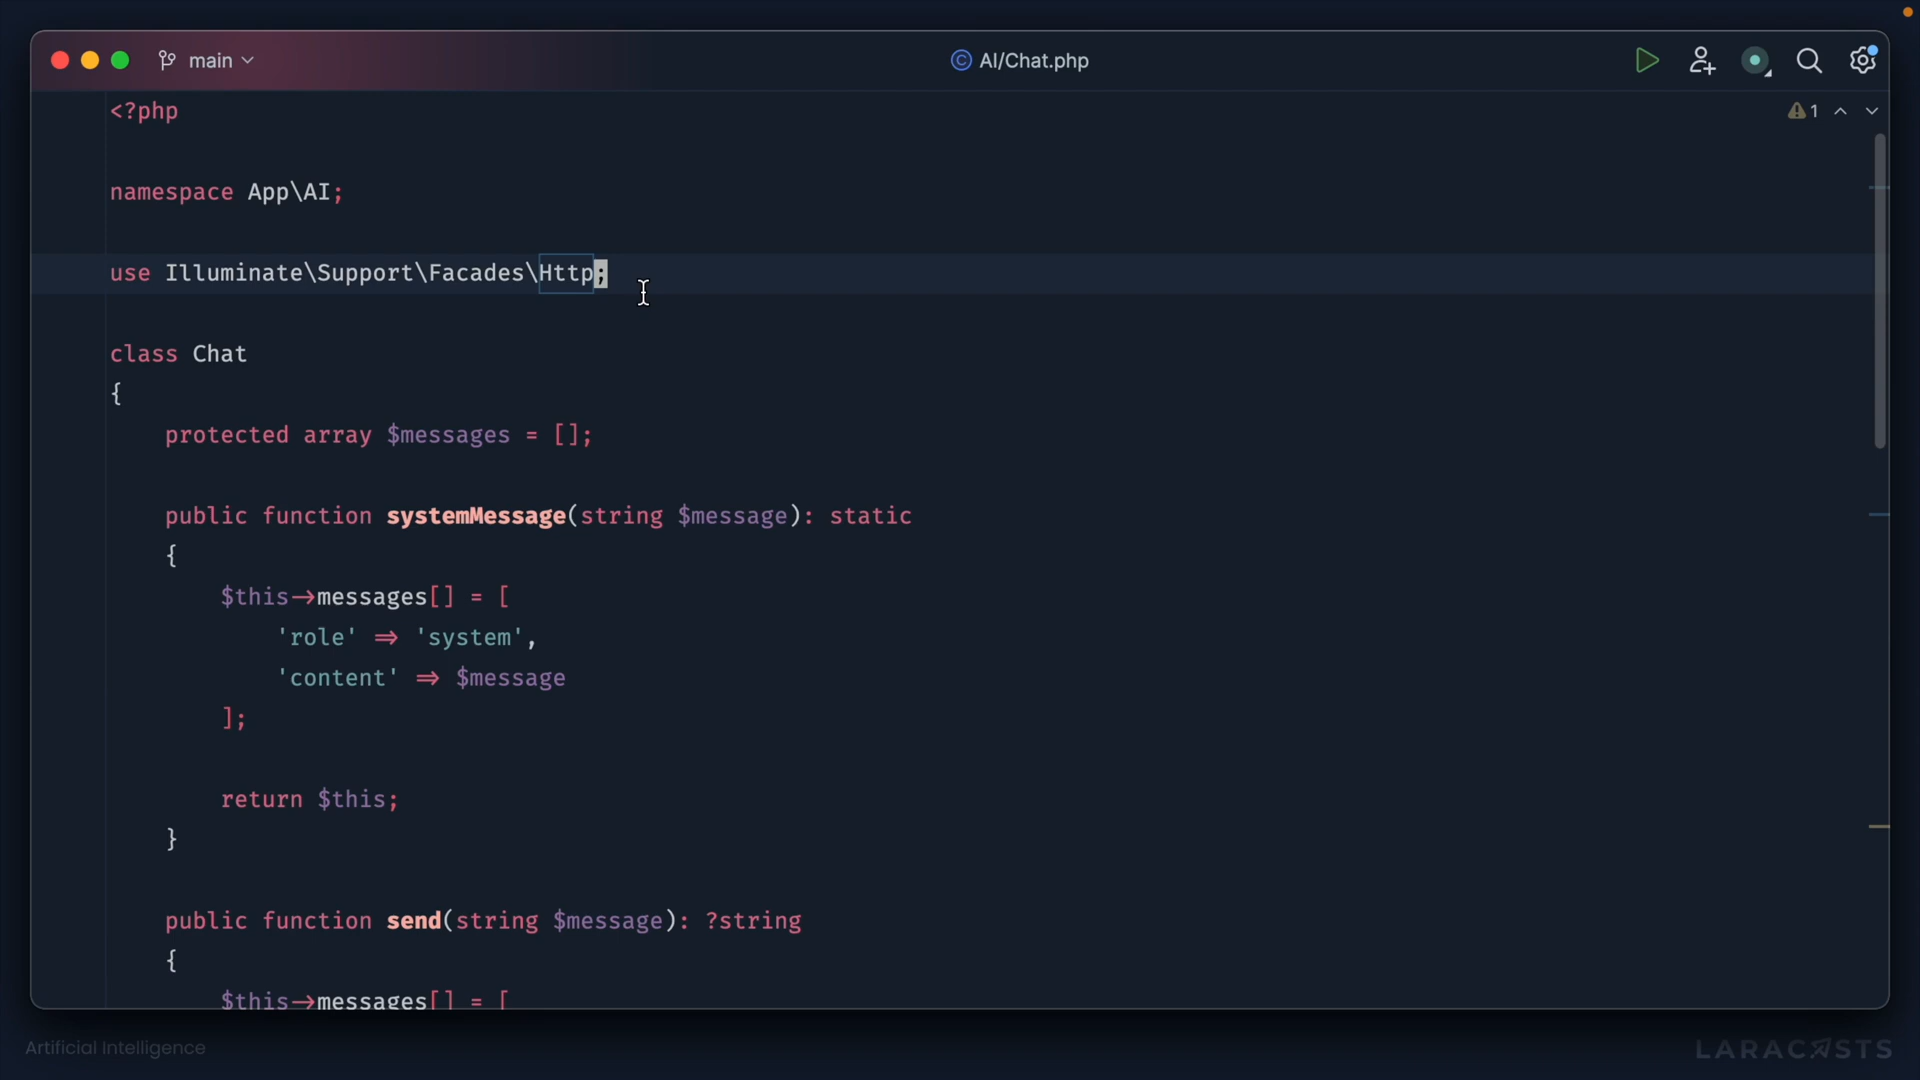 main
AI/Chat.php
<?php
1
namespace App\AI;
use Illuminate\Support\Facades\Http;
class Chat
{
    protected array $messages = [];
    public function systemMessage(string $message): static
    {
        $this->messages[] = [
            'role' => 'system',
            'content' => $message
        ];
        return $this;
    }
    public function send(string $message): ?string
    {
        $this->messages[] = [
Artificial Intelligence
LARACASTS